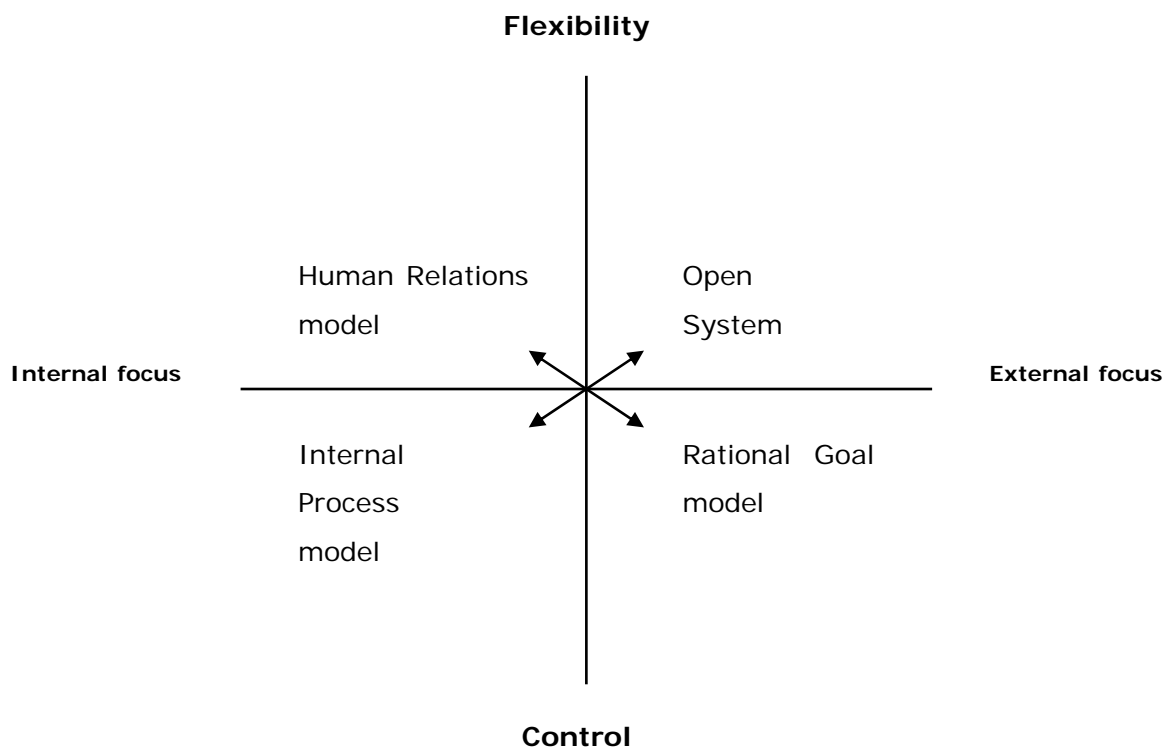 Flexibility
Human Relations
model
Open
System
Internal focus
External focus
Internal
Process
model
Rational Goal
model
Control